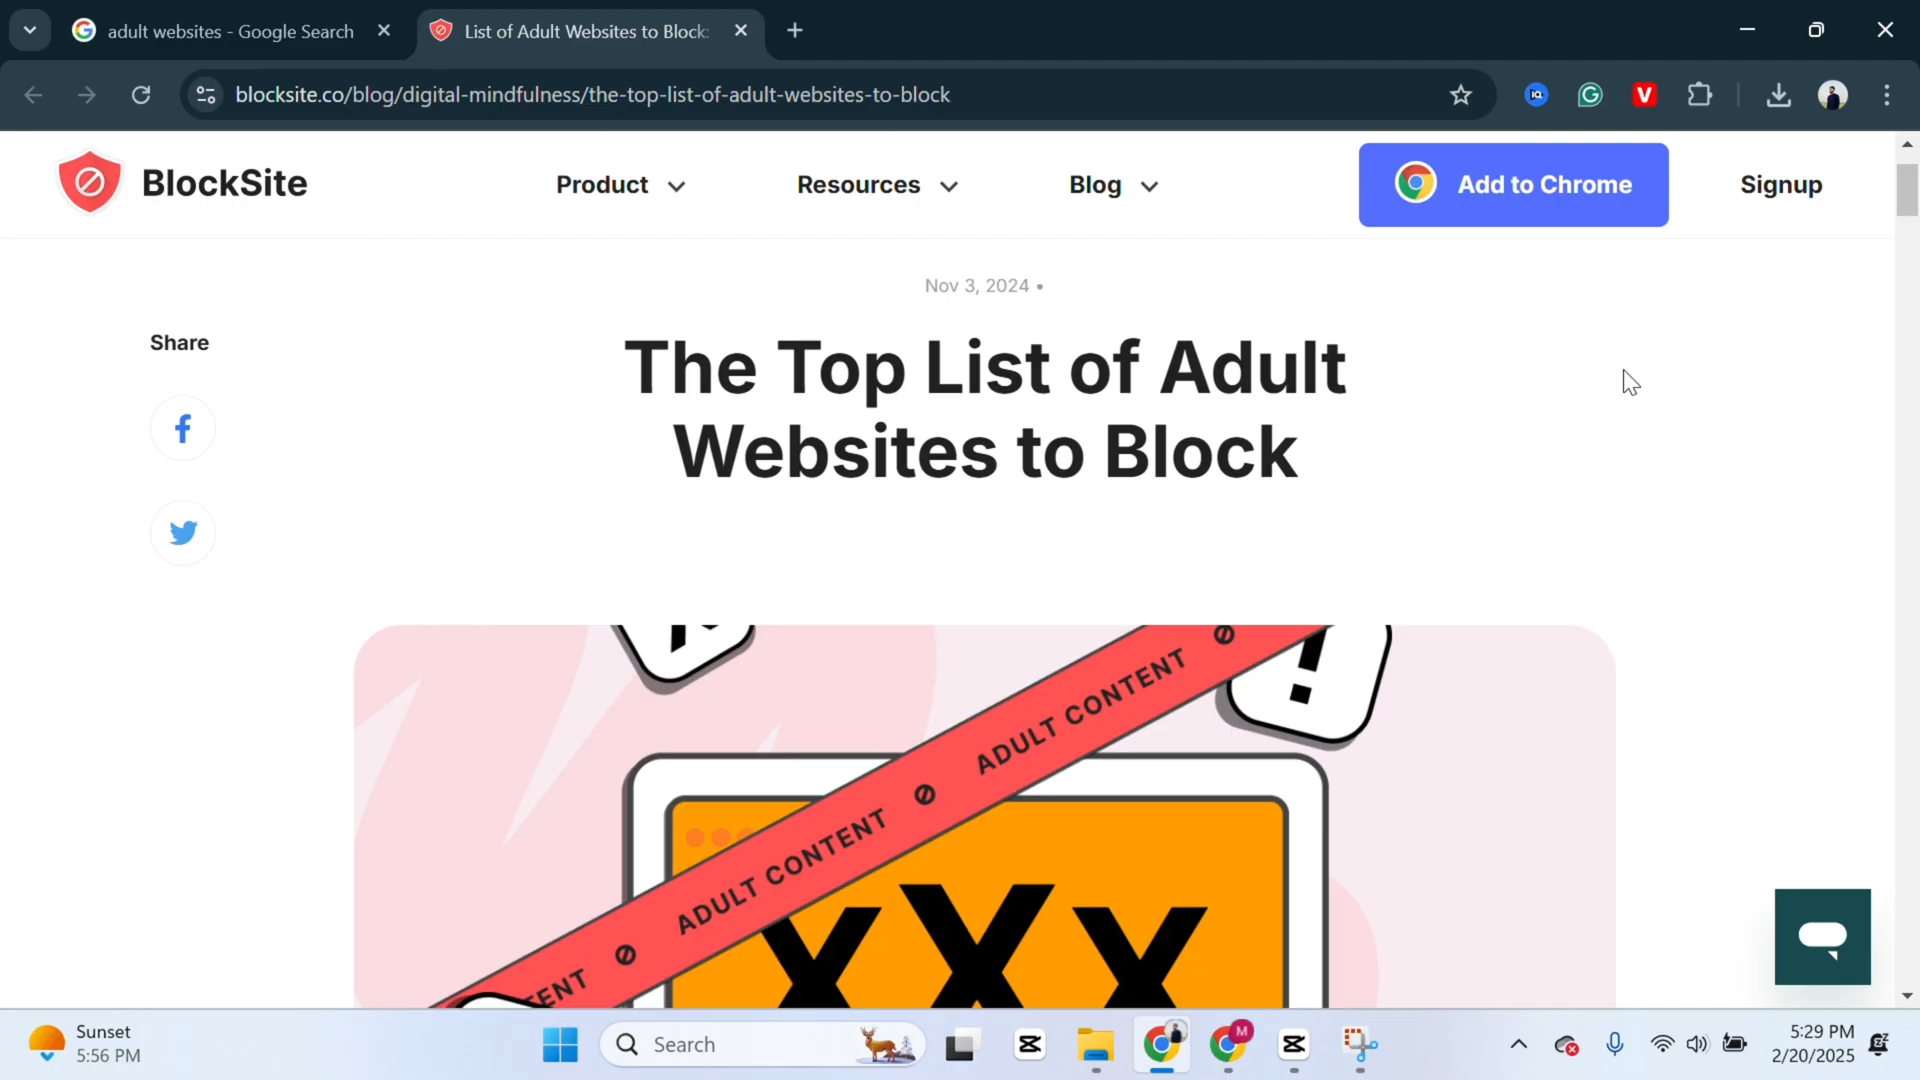 adult websites - Google Search
List of Adult Websites to Block:
blocksite.co/blog/digital-mindfulness/the-top-list-of-adult-websites-to-block
BlockSite
Product
Resources
Blog
Add to Chrome
Signup
Nov 3, 2024 •
Share
The Top List of Adult
Websites to Block
ADULT CONTENT
ADULT CONTENT
ENT
!
XXX
Sunset
5:56 PM
Search
M
5:29 PM
2/20/2025